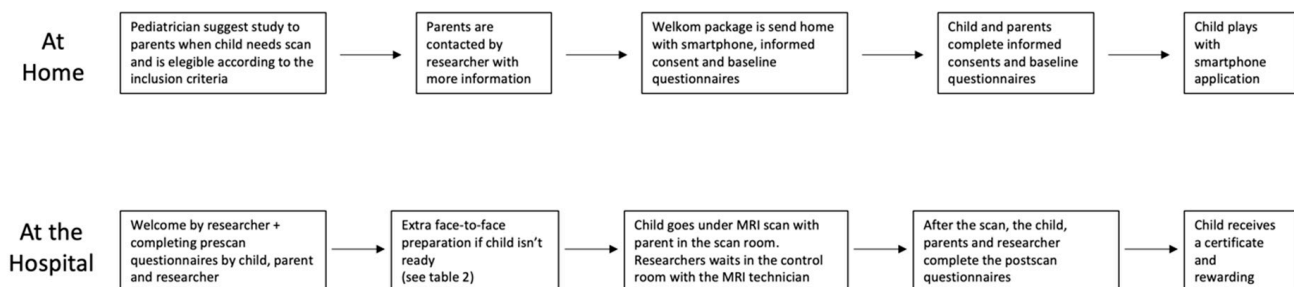 At
Home
Pediatrician suggest study to
parents when child needs scan
and is elegible according to the
inclusion criteria
Parents are
contacted by
researcher with
more information
Welkom package is send home
with smartphone, informed
consent and baseline
questionnaires
Child and parents
complete informed
consents and baseline
questionnaires
Child plays
with
smartphone
application
At the
Hospital
Welcome by researcher +
completing prescan
questionnaires by child, parent
and researcher
Extra face-to-face
preparation if child isn't
ready
(see table 2)
Child goes under MRI scan with
parent in the scan room.
Researchers waits in the control
room with the MRI technician
After the scan, the child,
parents and researcher
complete the postscan
questionnaires
Child receives
a certificate
and
rewarding